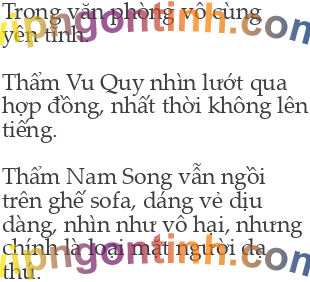 Trong văn phòng vô cùng
yên tĩnh.
vipngontinh.com
Thẩm Vu Quy nhìn lướt qua
hợp đồng, nhất thời không lên
tiếng.
Thẩm Nam Song vẫn ngồi
trên ghế sofa, dáng vẻ dịu
dàng, nhìn như vô hại, nhưng
chính là loại mặt người dạ
thú.
vipngontinh.com